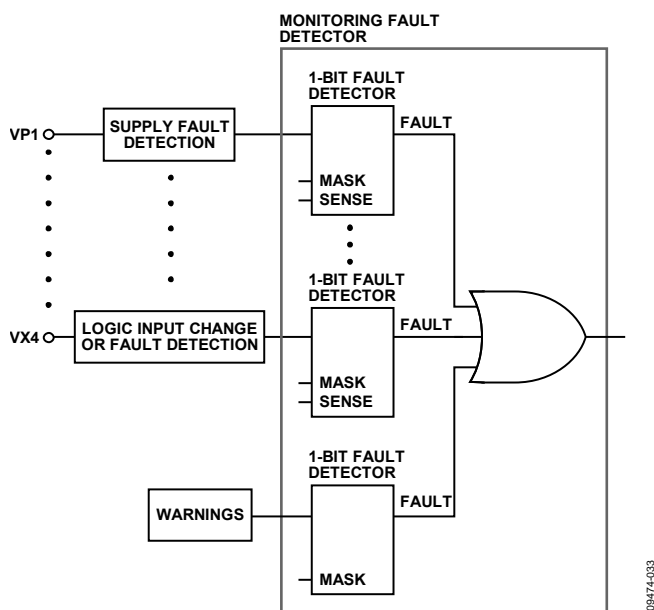 MONITORING FAULT
DETECTOR
1-BIT FAULT
DETECTOR
FAULT
VP1
SUPPLY FAULT
DETECTION
MASK
SENSE
1-BIT FAULT
DETECTOR
FAULT
VX4
LOGIC INPUT CHANGE
OR FAULT DETECTION
MASK
SENSE
1-BIT FAULT
DETECTOR
FAULT
WARNINGS
MASK
09474-033